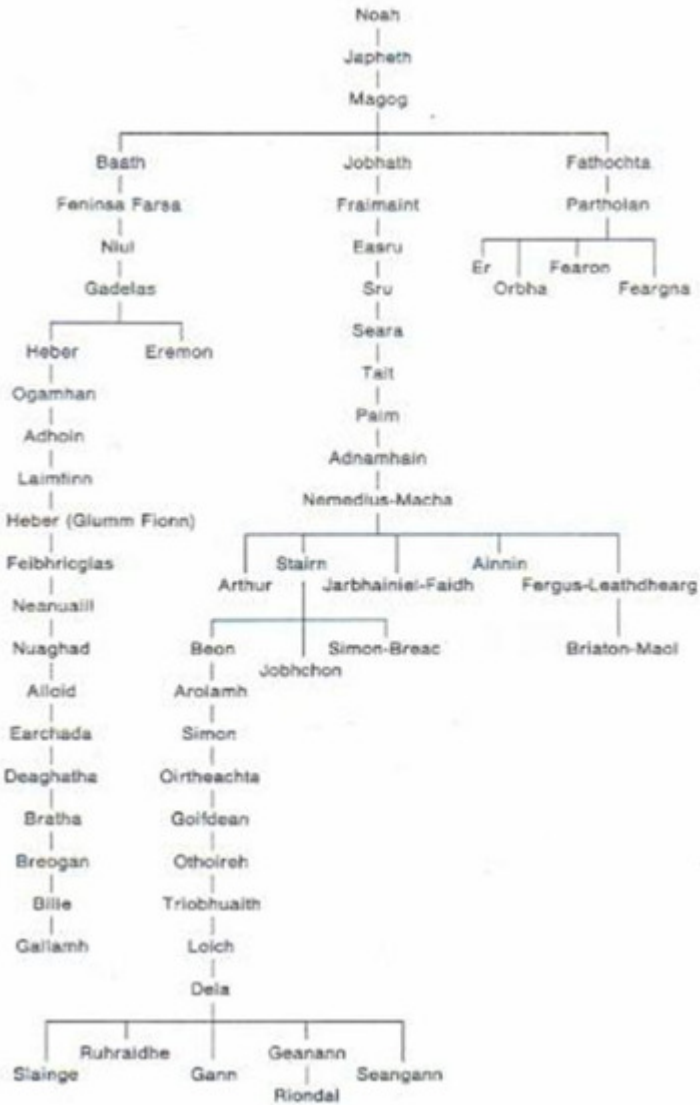 Noah
Japheth
Magog
Baath Jobhath Fathochta
Feninsa Farsa Fraimaint Partholan
Niul Easru
Er Fearon
Gadelas Sru Orbha Feargna
Seara
Heber Eremon
Tait
Ogamhan
Paim
Adhoin
Adnamhain
Laimfinn
Nemedius-Macha
Heber (Glumm Fionn)
Feibhricglas Stairn Ainnin
Arthur Jarbhainiel-Faidh Fergus-Leathdhearg
Neanuaill
Nuaghad Beon Simon-Breac Briaton-Maol
Jobhchon
Alloid Arolamh
Earchada Simon
Deaghatha Oirtheachta
Bratha Goifdean
Breogan Othoireh
Bille Triobhuaith
Gallamh Loich
Dela
Ruhraidhe Geanann
Slainge Gann Seangann
Riondal